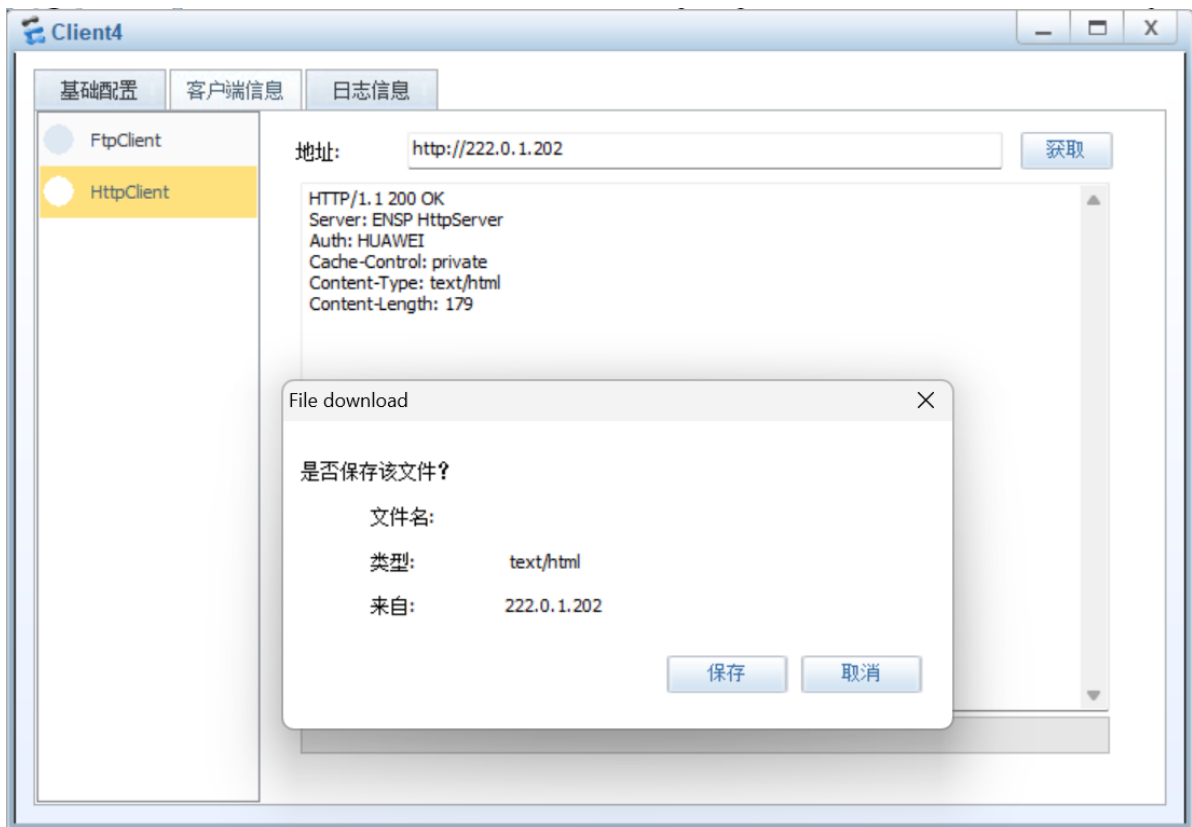 Client4
基础配置 客户端信息 日志信息
FtpClient
HttpClient
地址: http://222.0.1.202 获取
HTTP/1.1 200 OK
Server: ENSP HttpServer
Auth: HUAWEI
Cache-Control: private
Content-Type: text/html
Content-Length: 179
File download
是否保存该文件?
文件名:
类型: text/html
来自: 222.0.1.202
保存 取消